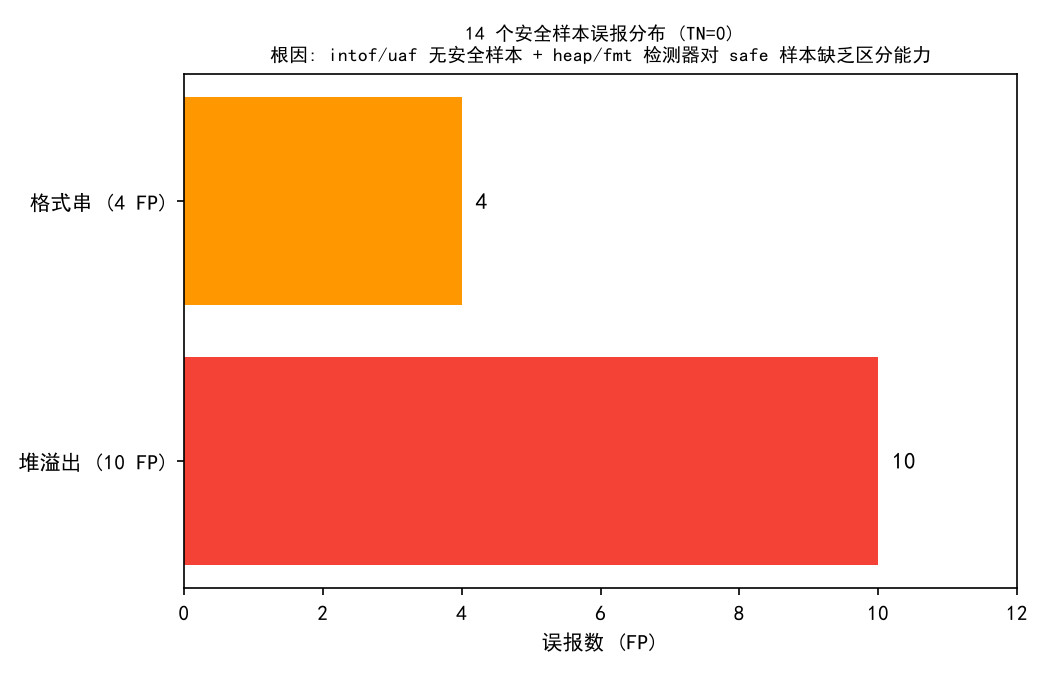 14 个安全样本误报分布 (TN=0)
根因: intof/uaf 无安全样本 + heap/fmt 检测器对 safe 样本缺乏区分能力
格式串 (4 FP)
4
堆溢出 (10 FP)
10
0 2 4 6 8 10 12
误报数 (FP)